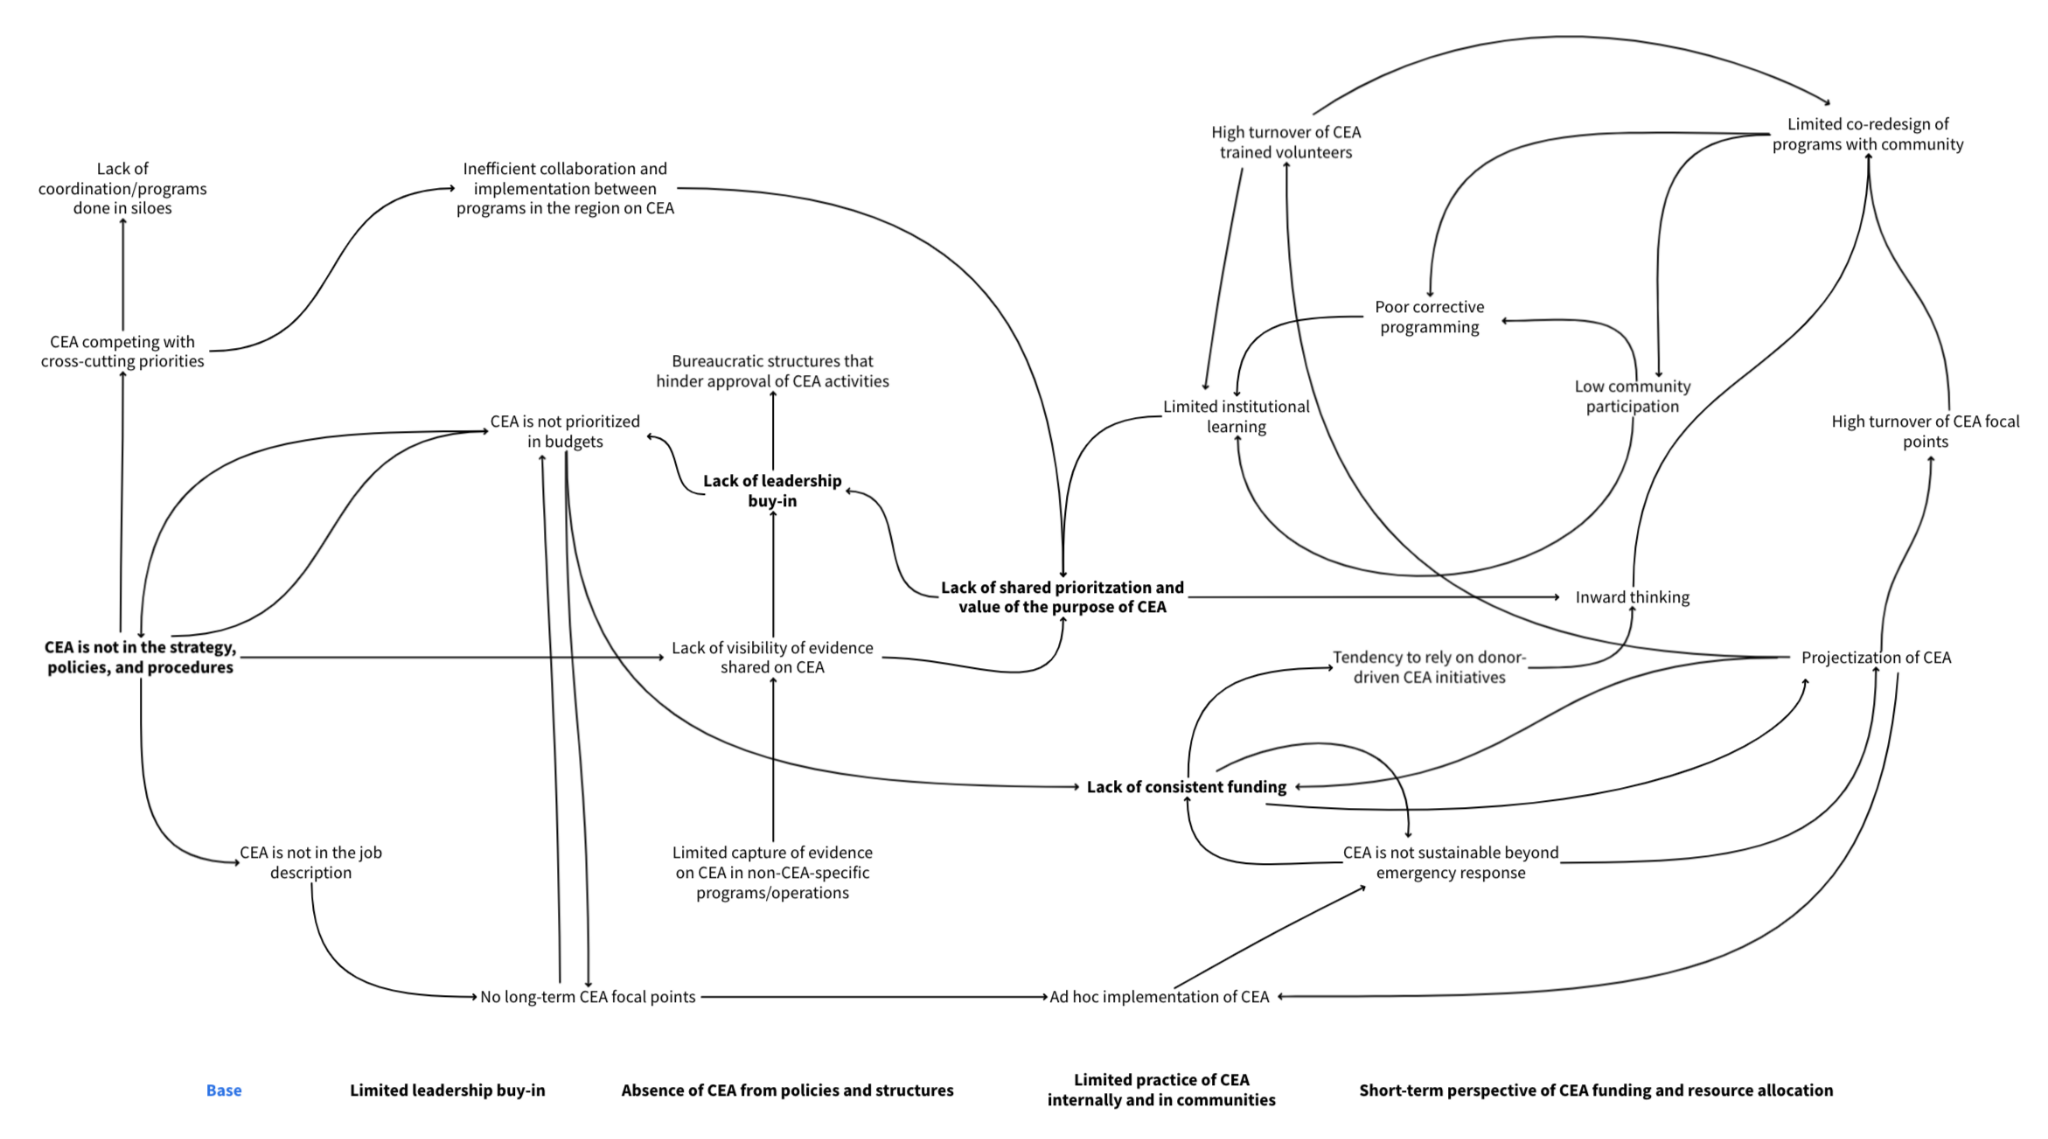 High turnover of CEA
trained volunteers
Limited co-redesign of
programs with community
Lack of
coordination/programs
done in siloes
Inefficient collaboration and
implementation between
programs in the region on CEA
Poor corrective
programming
CEA competing with
cross-cutting priorities
Bureaucratic structures that
hinder approval of CEA activities
Low community
participation
Limited institutional
learning
CEA is not prioritized
in budgets
High turnover of CEA focal
points
Lack of leadership
buy-in
Lack of shared prioritzation and
value of the purpose of CEA
Inward thinking
CEA is not in the strategy,
policies, and procedures
Lack of visibility of evidence
shared on CEA
Tendency to rely on donor-
driven CEA initiatives
Projectization of CEA
Lack of consistent funding
CEA is not in the job
description
Limited capture of evidence
on CEA in non-CEA-specific
programs/operations
CEA is not sustainable beyond
emergency response
No long-term CEA focal points
Ad hoc implementation of CEA
Base
Limited leadership buy-in
Absence of CEA from policies and structures
Limited practice of CEA
internally and in communities
Short-term perspective of CEA funding and resource allocation